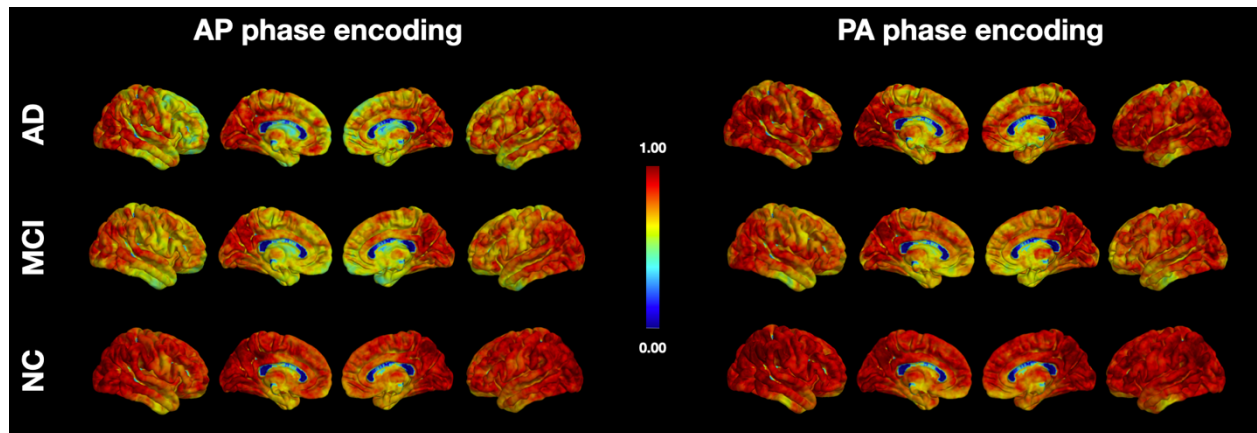 AP phase encoding
PA phase encoding
AD
1.00
MCI
0.00
NC